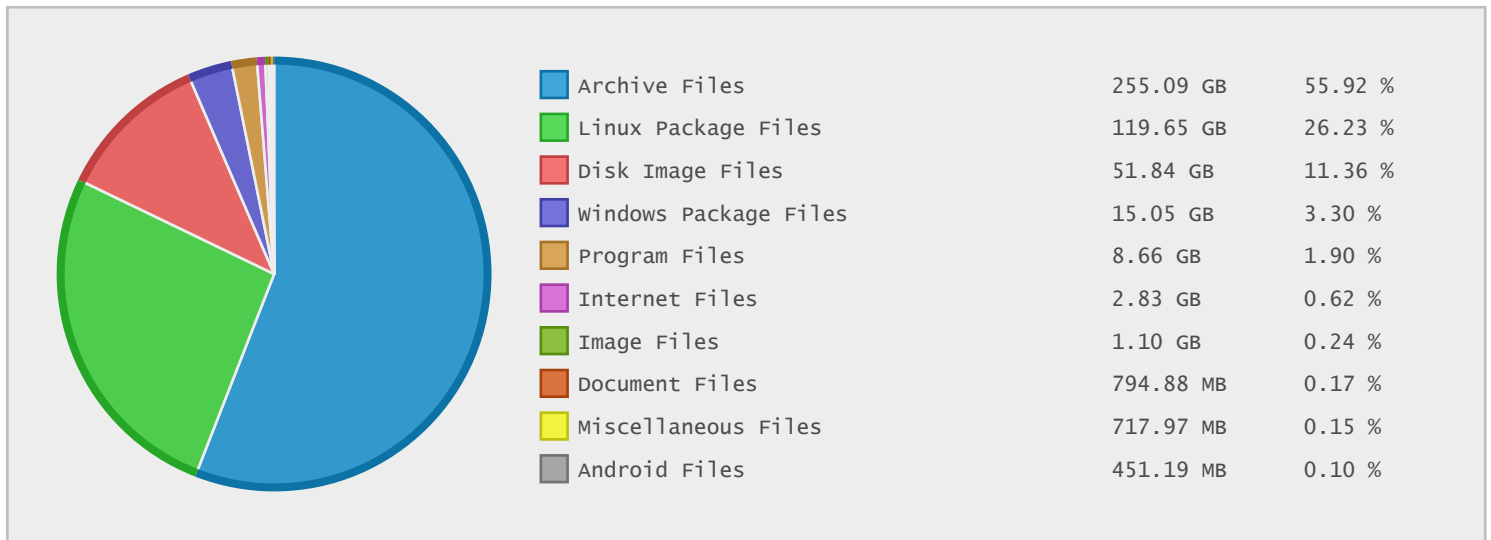 Archive Files 255.09 GB 55.92 %
Linux Package Files 119.65 GB 26.23 %
Disk Image Files 51.84 GB 11.36 %
Windows Package Files 15.05 GB 3.30 %
Program Files 8.66 GB 1.90 %
Internet Files 2.83 GB 0.62 %
Image Files 1.10 GB 0.24 %
Document Files 794.88 MB 0.17 %
Miscellaneous Files 717.97 MB 0.15 %
Android Files 451.19 MB 0.10 %